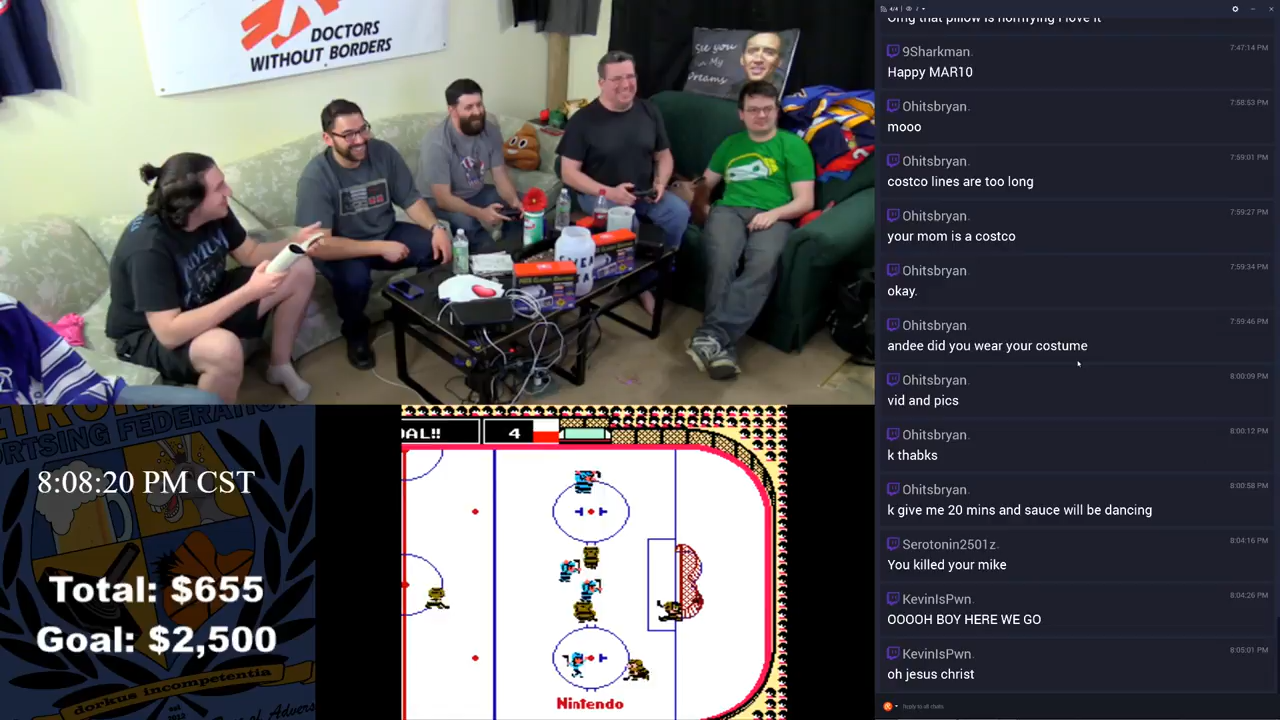 DOCTORS
WITHOUT BORDERS
See you
in My
Dreams
Omg that pillow is horrifying I love it
9Sharkman.
7:47:14 PM
Happy MAR10
Ohitsbryan.
7:58:53 PM
mooo
Ohitsbryan.
7:59:01 PM
costco lines are too long
Ohitsbryan.
7:59:27 PM
your mom is a costco
Ohitsbryan.
7:59:34 PM
okay.
Ohitsbryan.
7:59:46 PM
andee did you wear your costume
Ohitsbryan.
8:00:09 PM
vid and pics
Ohitsbryan.
8:00:12 PM
k thabks
Ohitsbryan.
8:00:58 PM
k give me 20 mins and sauce will be dancing
Serotonin2501z.
8:04:16 PM
You killed your mike
KevinIsPwn.
8:04:26 PM
OOOOH BOY HERE WE GO
KevinIsPwn.
8:05:01 PM
oh jesus christ
Reply to all chats
8:08:20 PM CST
Total: $655
Goal: $2,500
dorkus incompetentia
OAL!! 4
Nintendo